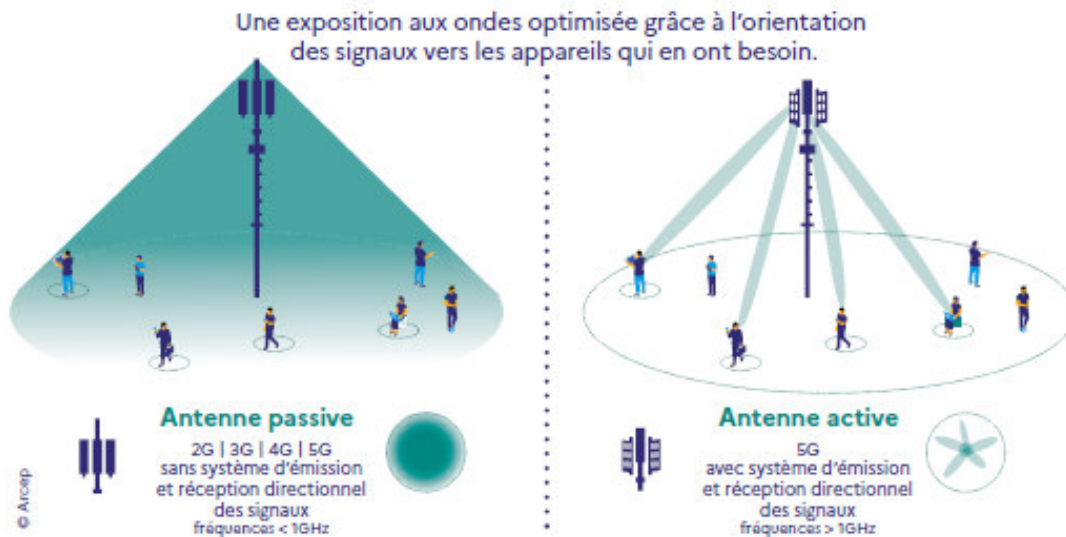 Une exposition aux ondes optimisée grâce à l'orientation
des signaux vers les appareils qui en ont besoin.
Antenne passive
2G | 3G | 4G | 5G
sans système d'émission
et réception directionnel
des signaux
fréquences < 1GHz
Antenne active
5G
avec système d'émission
et réception directionnel
des signaux
fréquences > 1GHz
© Arcep